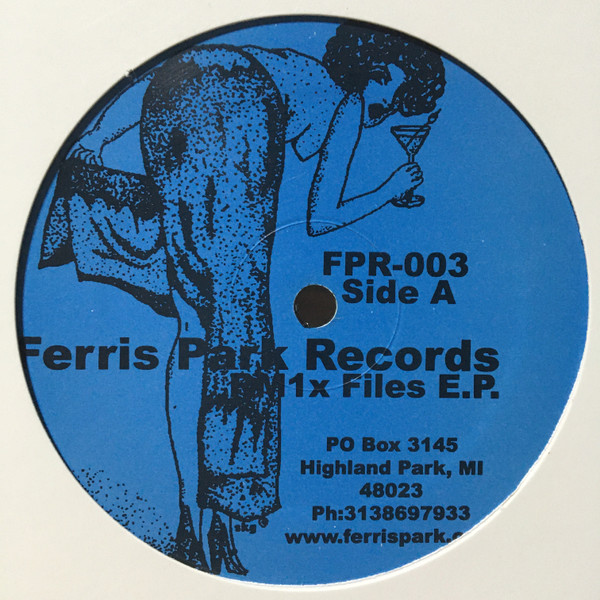 FPR-003
Side A
Ferris Park Records
RM1x Files E.P.
PO Box 3145
Highland Park, MI
48023
Ph:3138697933
www.ferrispark.c
skg ©